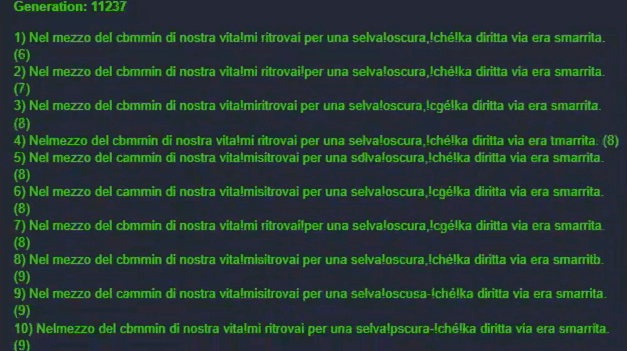 Generation: 11237
1) Nel mezzo del cbmmin di nostra vita!mi ritrovai per una selva!oscura,!ché!ka diritta via era smarrita.
(6)
2) Nel mezzo del cbmmin di nostra vita!mi ritrovai!per una selva!oscura,!ché!ka diritta via era smarrita.
(7)
3) Nel mezzo del cbmmin di nostra vita!miritrovai per una selva!oscura,!cgé!ka diritta via era smarrita.
(8)
4) Nelmezzo del cbmmin di nostra vita!mi ritrovai per una selva!oscura,!ché!ka diritta via era tmarrita. (8)
5) Nel mezzo del cammin di nostra vita!misitrovai per una sdlva!oscura,!ché!ka diritta via era smarrita.
(8)
6) Nel mezzo del cammin di nostra vita!misitrovai per una selva!oscura,!cgé!ka diritta via era smarrita.
(8)
7) Nel mezzo del cbmmin di nostra vita!mi ritrovai!per una selva!oscura,!cgé!ka diritta via era smarrita.
(8)
8) Nel mezzo del cbmmin di nostra vita!misitrovai per una selva!oscura,!ché!ka diritta via era smarritb.
(9)
9) Nel mezzo del cammin di nostra vita!misitrovai per una selva!oscusa-!ché!ka diritta via era smarrita.
(9)
10) Nelmezzo del cbmmin di nostra vita!mi ritrovai per una selva!pscura-!ché!ka diritta via era smarrita.
(9)